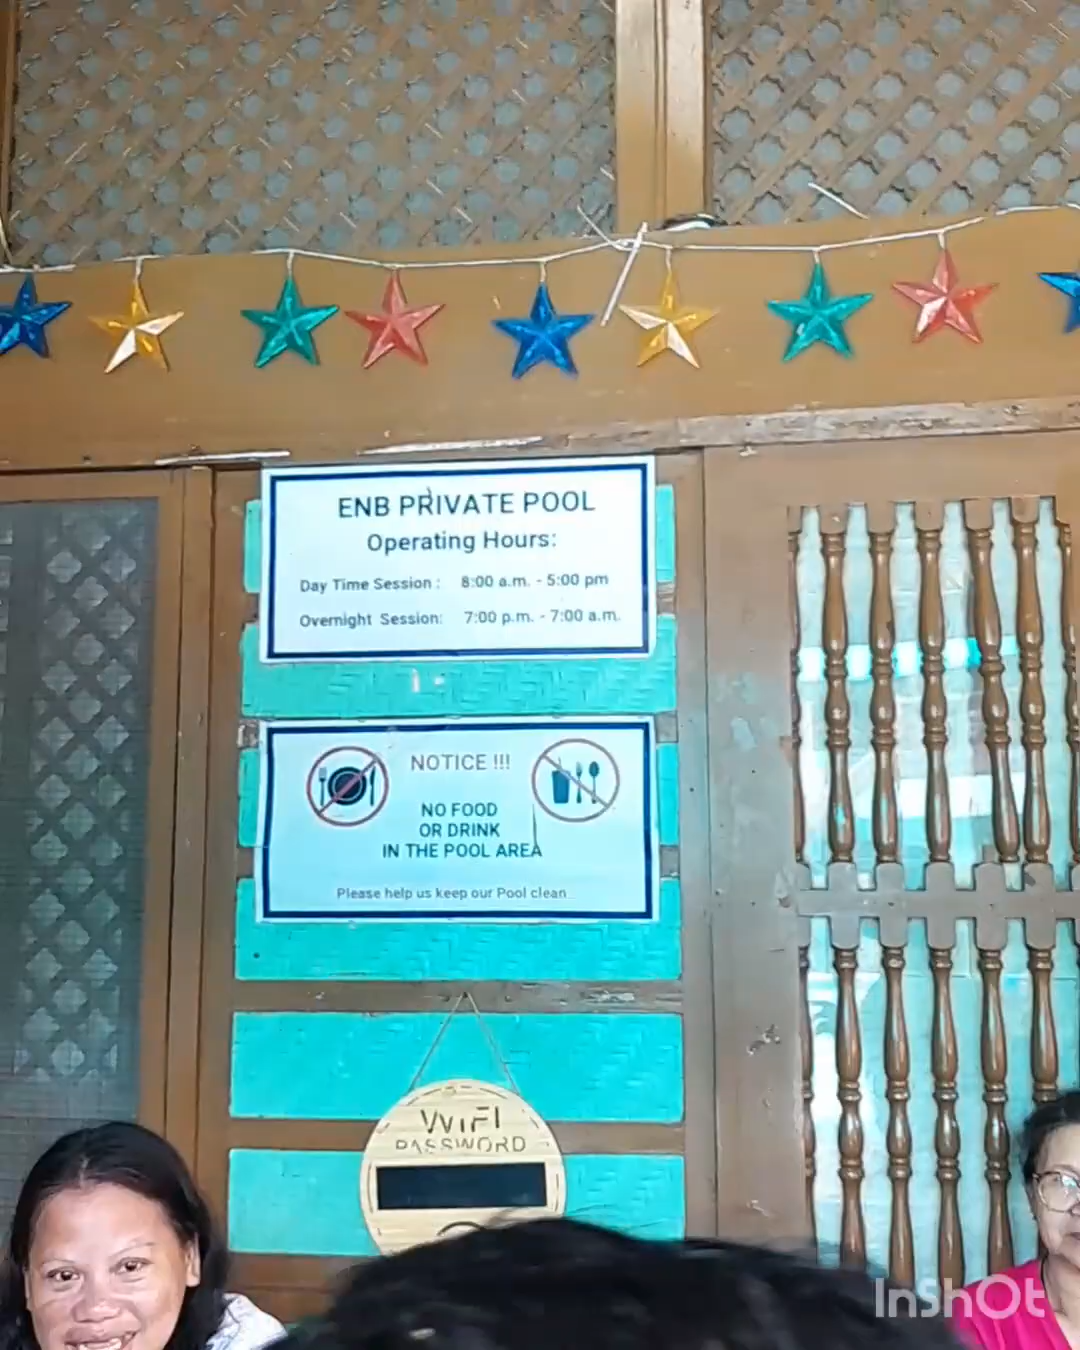 ENB PRIVATE POOL
Operating Hours:
Day Time Session : 8:00 a.m. - 5:00 pm
Overnight Session: 7:00 p.m. - 7:00 a.m.
NOTICE !!!
NO FOOD
OR DRINK
IN THE POOL AREA
Please help us keep our Pool clean..
WiFI
PASSWORD
InShOt